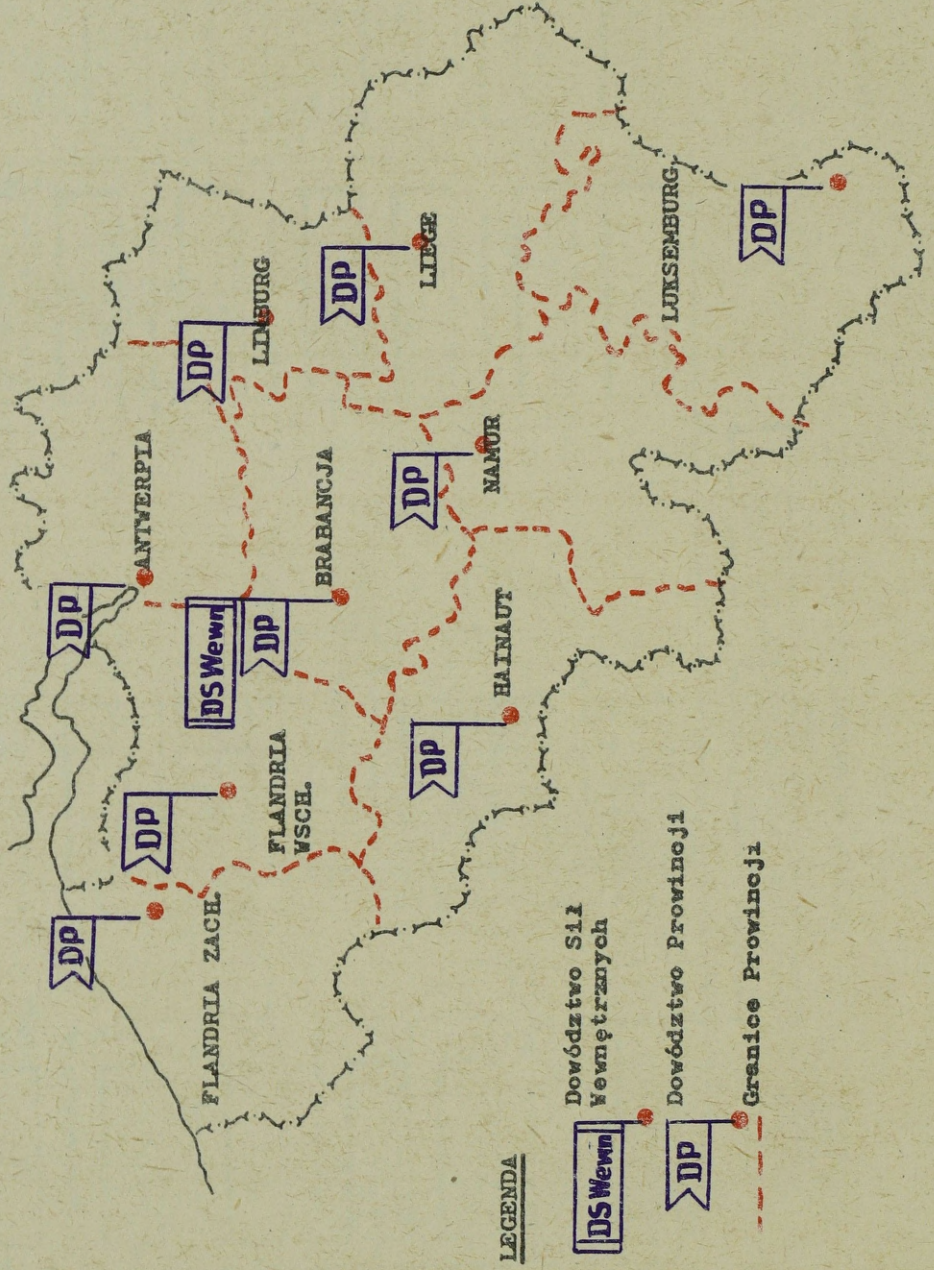 DP
FLANDRIA ZACH.
DP
FLANDRIA
WSCH.
DP
ANTWERPIA
DS Wewn
DP
BRABANCJA
DP
LIMBURG
DP
LIEGE
DP
HAINAUT
DP
NAMUR
LUKSEMBURG
DP
LEGENDA
DS Wewn
Dowództwo Sił
Wewnętrznych
DP
Dowództwo Prowincji
Granice Prowincji